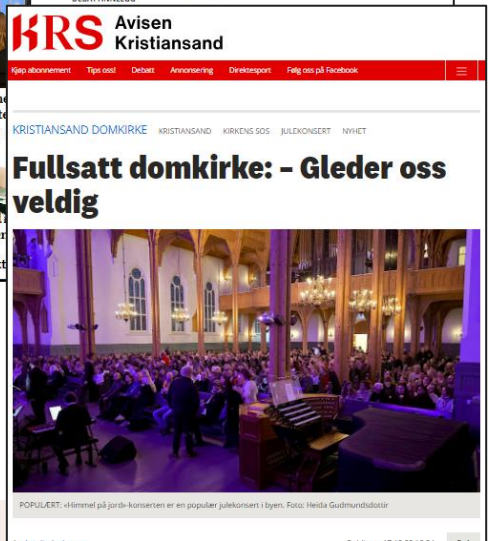 KRS Avisen
Kristiansand
Kjøp abonnement Tips oss! Debatt Annonsering Direktesport Følg oss på Facebook
KRISTIANSAND DOMKIRKE KRISTIANSAND KIRKENS SOS JULEKONSERT NYHET
Fullsatt domkirke: – Gleder oss
veldig
POPULÆRT: «Himmel på jord»-konserten er en populær julekonsert i byen. Foto: Heida Gudmundsdottir